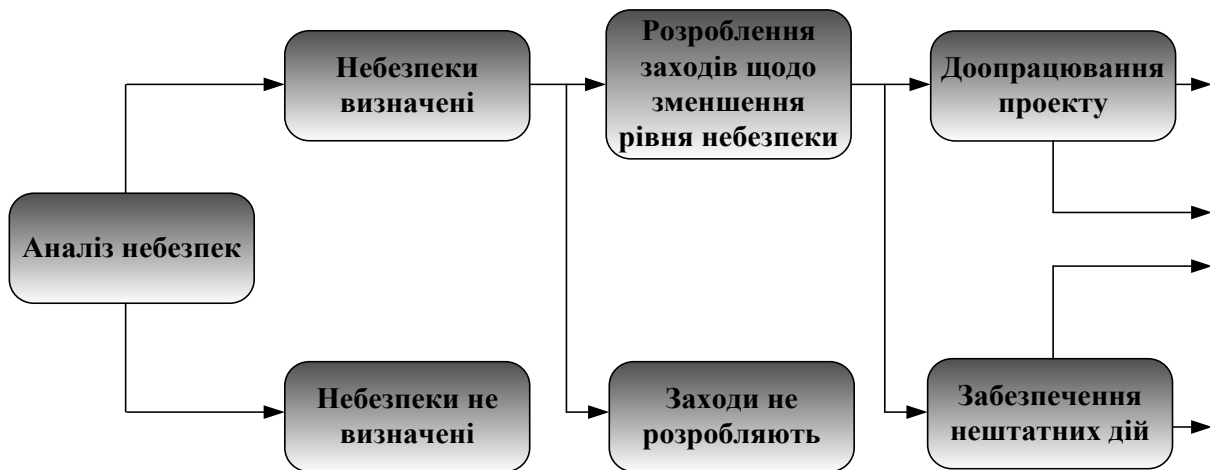 Небезпеки
визначені
Розроблення
заходів щодо
зменшення
рівня небезпеки
Доопрацювання
проекту
Аналіз небезпек
Небезпеки не
визначені
Заходи не
розробляють
Забезпечення
нештатних дій